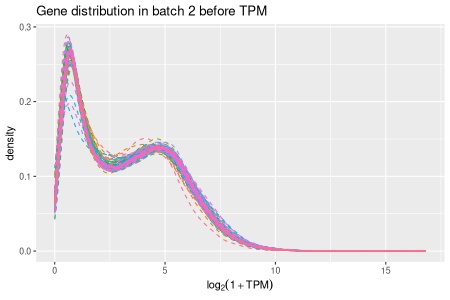 Gene distribution in batch 2 before TPM
0.3
0.2
0.1
0.0
density
0 5 10 15
log₂(1 + TPM)